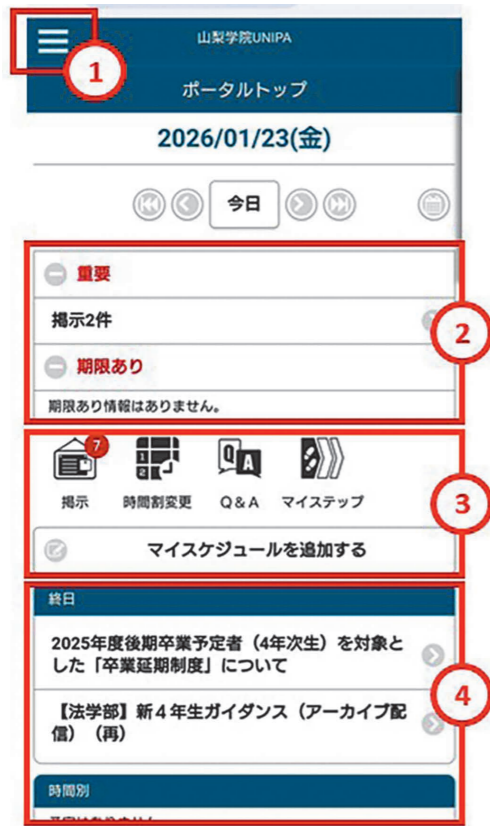 山梨学院UNIPA
1
ポータルトップ
2026/01/23(金)
今日
重要
掲示2件
2
期限あり
期限あり情報はありません。
7
1
2
Q A
掲示
時間割変更
Q&A
マイステップ
3
マイスケジュールを追加する
終日
2025年度後期卒業予定者（4年次生）を対象と
した「卒業延期制度」について
4
【法学部】新４年生ガイダンス（アーカイブ配
信）（再）
時間別